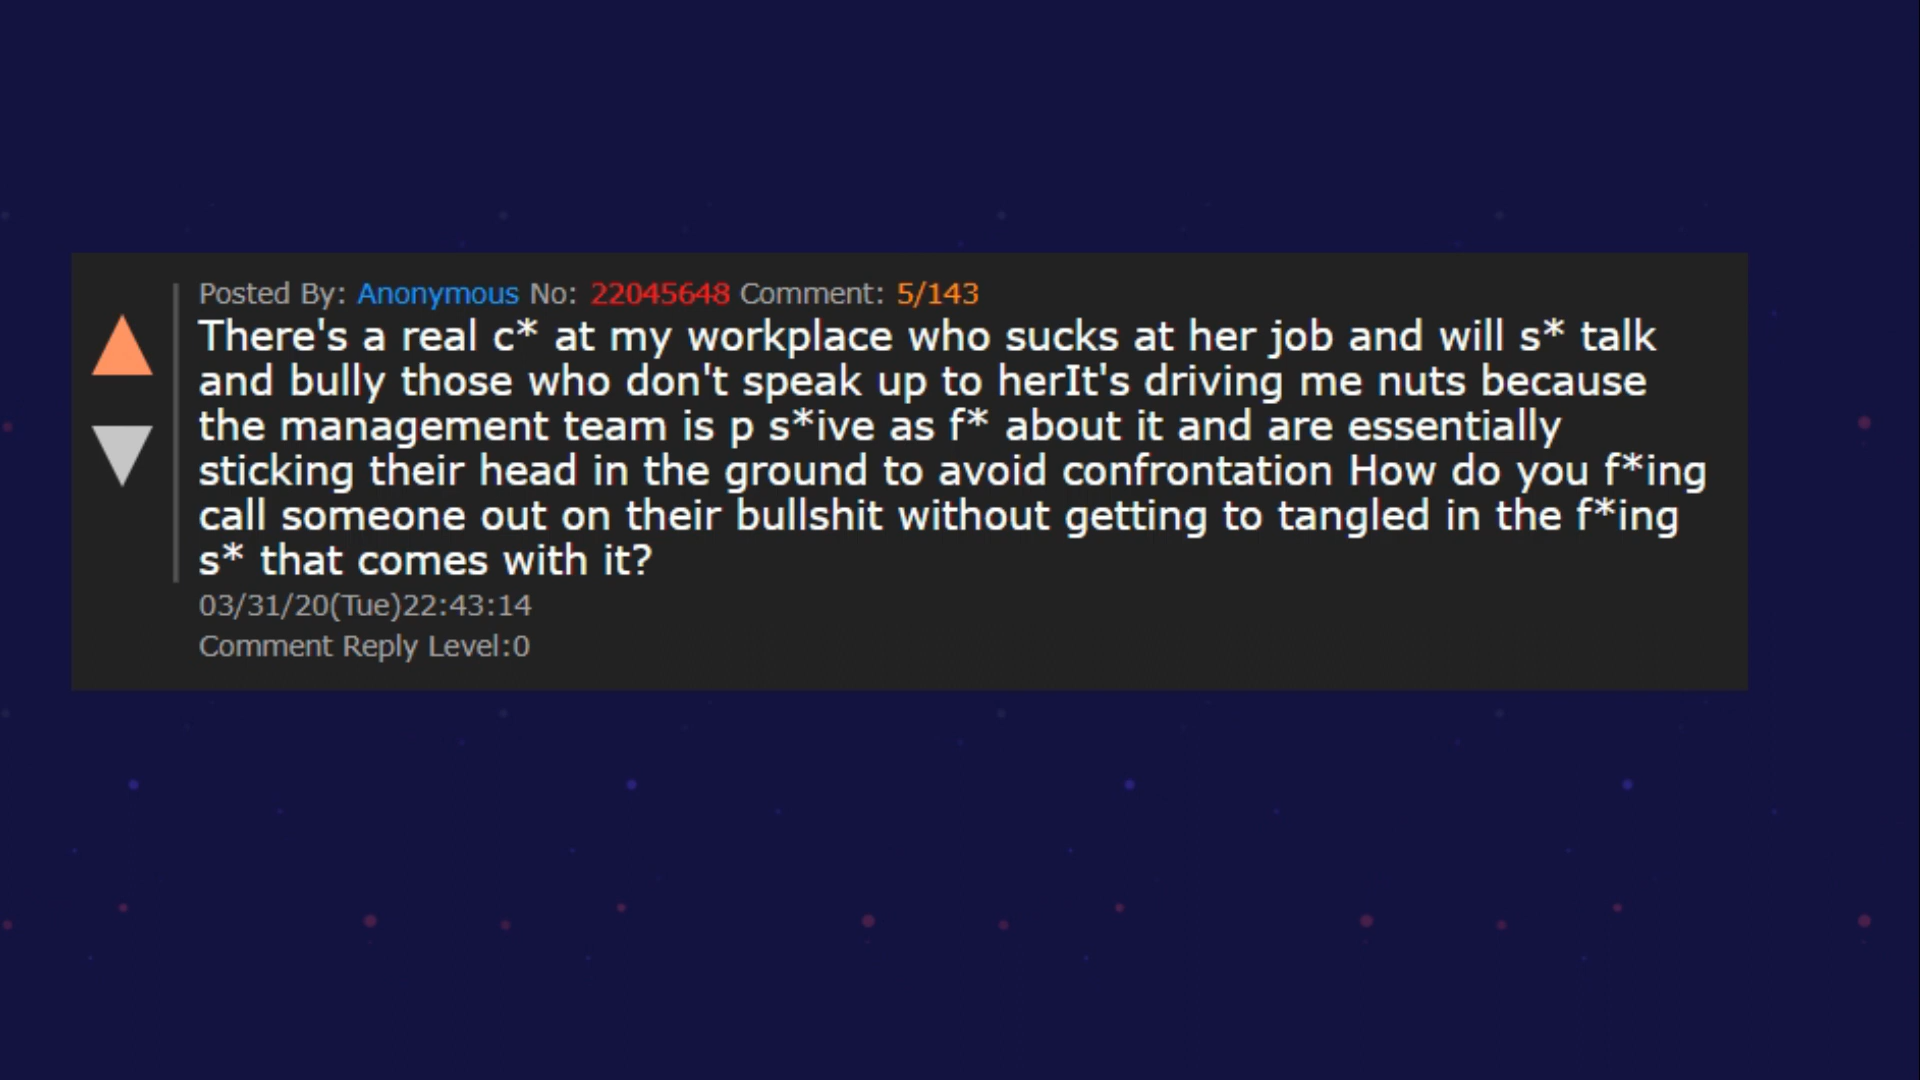 Posted By: Anonymous No: 22045648 Comment: 5/143
There's a real c* at my workplace who sucks at her job and will s* talk
and bully those who don't speak up to herIt's driving me nuts because
the management team is p s*ive as f* about it and are essentially
sticking their head in the ground to avoid confrontation How do you f*ing
call someone out on their bullshit without getting to tangled in the f*ing
s* that comes with it?
03/31/20(Tue)22:43:14
Comment Reply Level:0